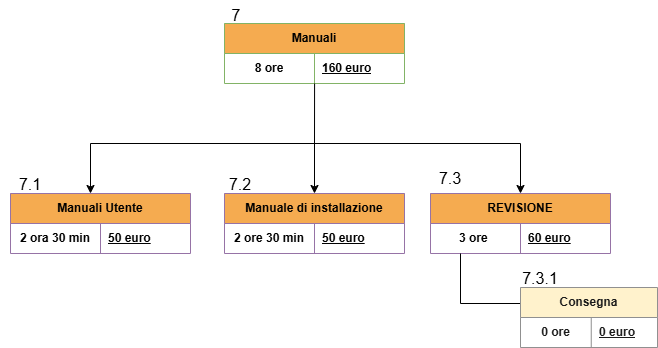 7
Manuali
8 ore 160 euro
7.1 7.2 7.3
Manuali Utente Manuale di installazione REVISIONE
2 ora 30 min 50 euro 2 ore 30 min 50 euro 3 ore 60 euro
7.3.1
Consegna
0 ore 0 euro